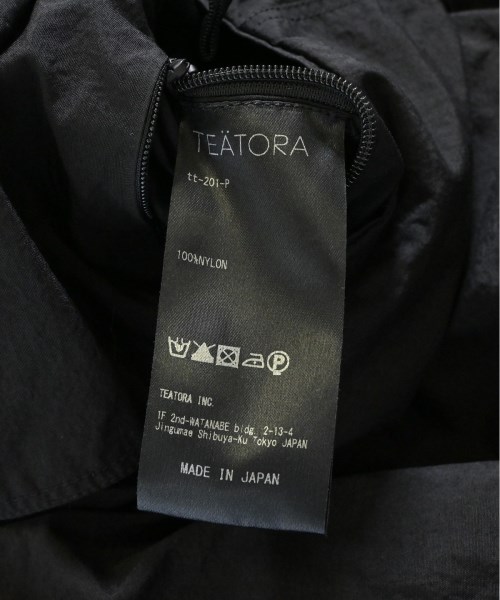 TEÄTORA
tt-201-P
100%NYLON
P
TEATORA INC.
1F 2nd-WATANABE bldg. 2-13-4
Jingumae Shibuya-Ku Tokyo JAPAN
MADE IN JAPAN